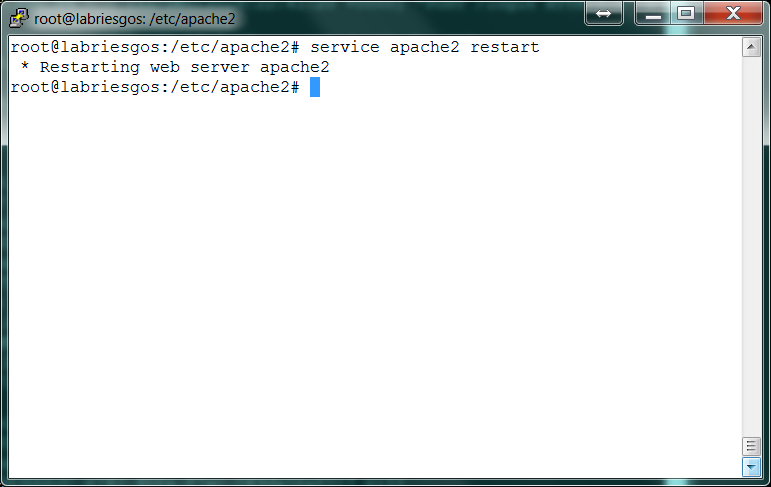 root@labriesgos: /etc/apache2
root@labriesgos:/etc/apache2# service apache2 restart
 * Restarting web server apache2
root@labriesgos:/etc/apache2#